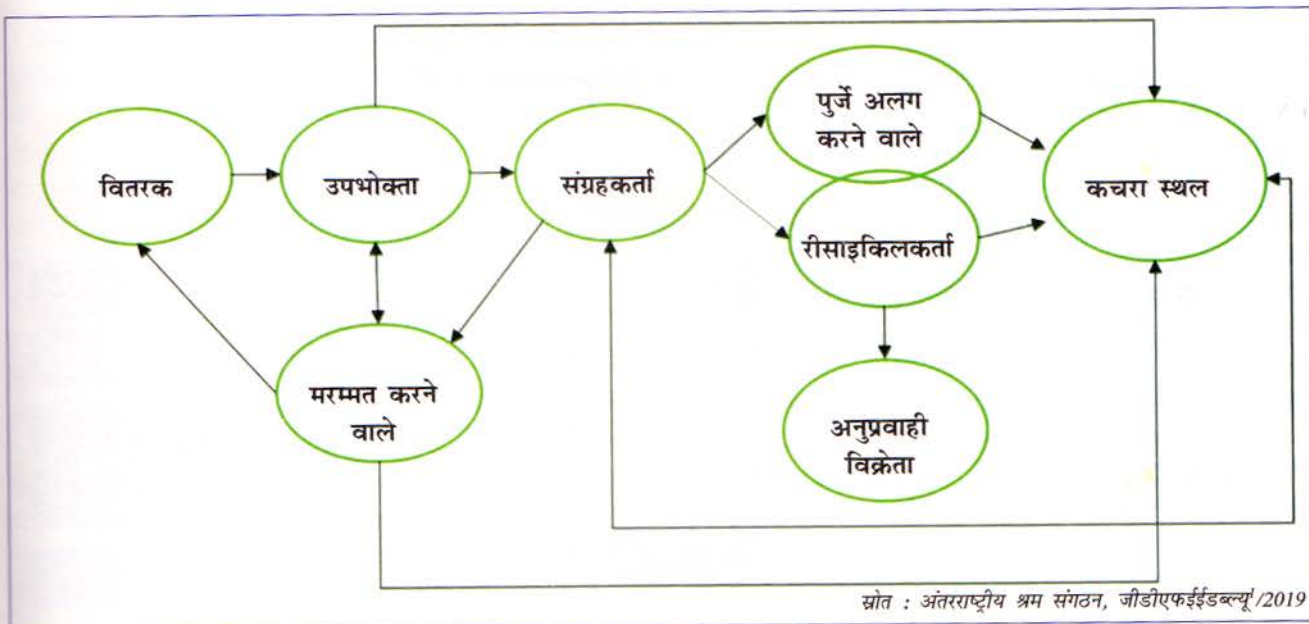 वितरक
उपभोक्ता
संग्रहकर्ता
पुर्जे अलग
करने वाले
कचरा स्थल
रीसाइकिलकर्ता
मरम्मत करने
वाले
अनुप्रवाही
विक्रेता
स्रोत : अंतरराष्ट्रीय श्रम संगठन, जीडीएफईईडब्ल्यू/2019